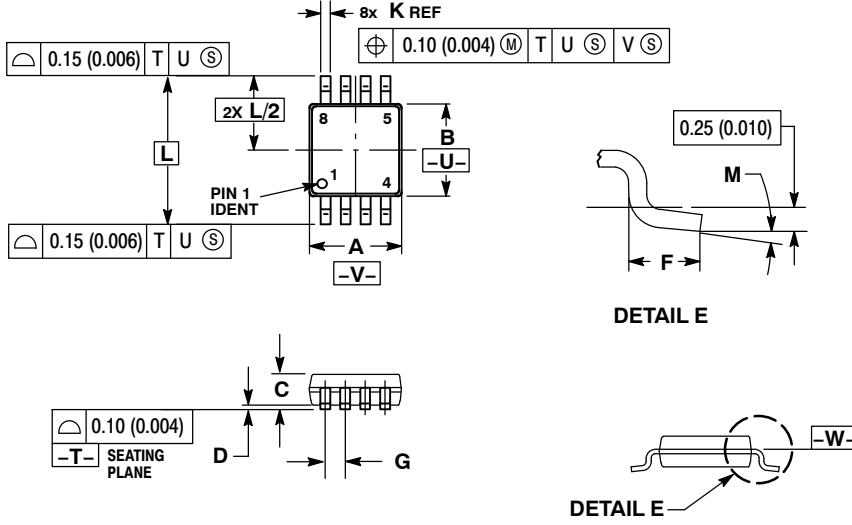 8x K REF
⌖ 0.10 (0.004) Ⓜ T U Ⓢ V Ⓢ
⌓ 0.15 (0.006) T U Ⓢ
2X L/2
8 5
B
-U-
L
PIN 1
IDENT
1 4
⌓ 0.15 (0.006) T U Ⓢ
A
-V-
0.25 (0.010)
M
F
DETAIL E
C
⌓ 0.10 (0.004)
-T- SEATING
PLANE
D
G
-W-
DETAIL E